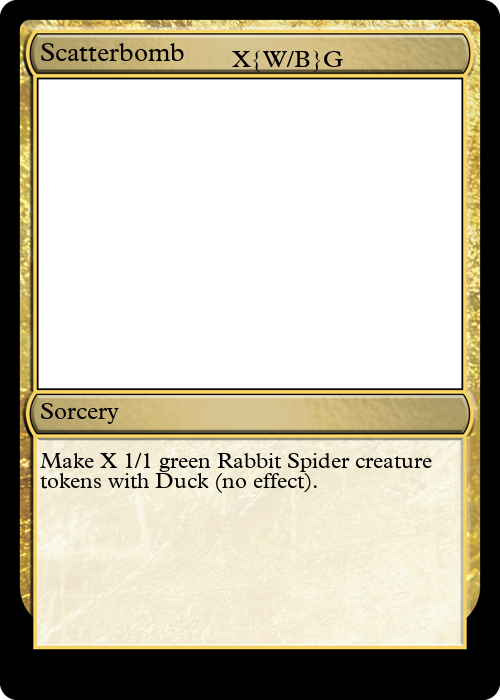 Scatterbomb X{W/B}G
Sorcery
Make X 1/1 green Rabbit Spider creature
tokens with Duck (no effect).